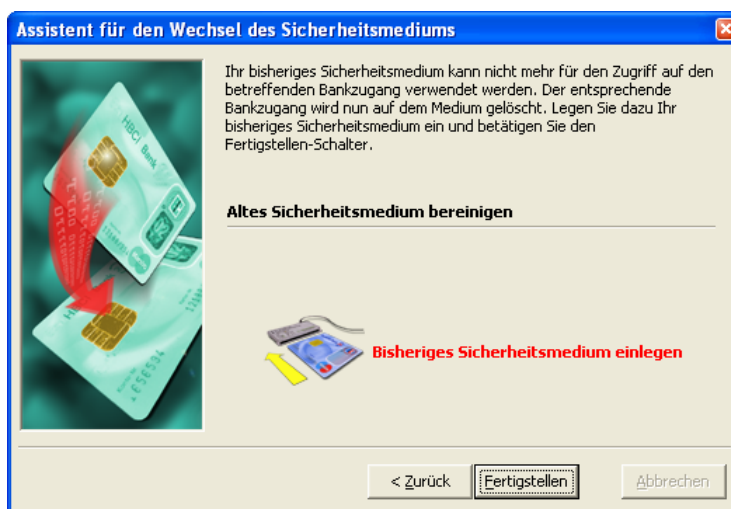 Assistent für den Wechsel des Sicherheitsmediums
Ihr bisheriges Sicherheitsmedium kann nicht mehr für den Zugriff auf den
betreffenden Bankzugang verwendet werden. Der entsprechende
Bankzugang wird nun auf dem Medium gelöscht. Legen Sie dazu Ihr
bisheriges Sicherheitsmedium ein und betätigen Sie den
Fertigstellen-Schalter.
HBCI Bank
Altes Sicherheitsmedium bereinigen
Bisheriges Sicherheitsmedium einlegen
< Zurück
Fertigstellen
Abbrechen